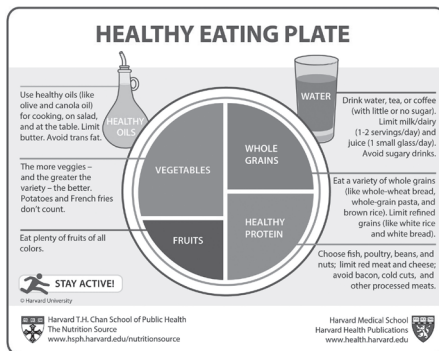 HEALTHY EATING PLATE
Use healthy oils (like
olive and canola oil)
for cooking, on salad,
and at the table. Limit
butter. Avoid trans fat.
HEALTHY
OILS
The more veggies –
and the greater the
variety – the better.
Potatoes and French fries
don't count.
Eat plenty of fruits of all
colors.
STAY ACTIVE!
© Harvard University
VEGETABLES
FRUITS
WHOLE
GRAINS
HEALTHY
PROTEIN
WATER
Drink water, tea, or coffee
(with little or no sugar).
Limit milk/dairy
(1-2 servings/day) and
juice (1 small glass/day).
Avoid sugary drinks.
Eat a variety of whole grains
(like whole-wheat bread,
whole-grain pasta, and
brown rice). Limit refined
grains (like white rice
and white bread).
Choose fish, poultry, beans, and
nuts; limit red meat and cheese;
avoid bacon, cold cuts, and
other processed meats.
Harvard T.H. Chan School of Public Health
The Nutrition Source
www.hsph.harvard.edu/nutritionsource
Harvard Medical School
Harvard Health Publications
www.health.harvard.edu